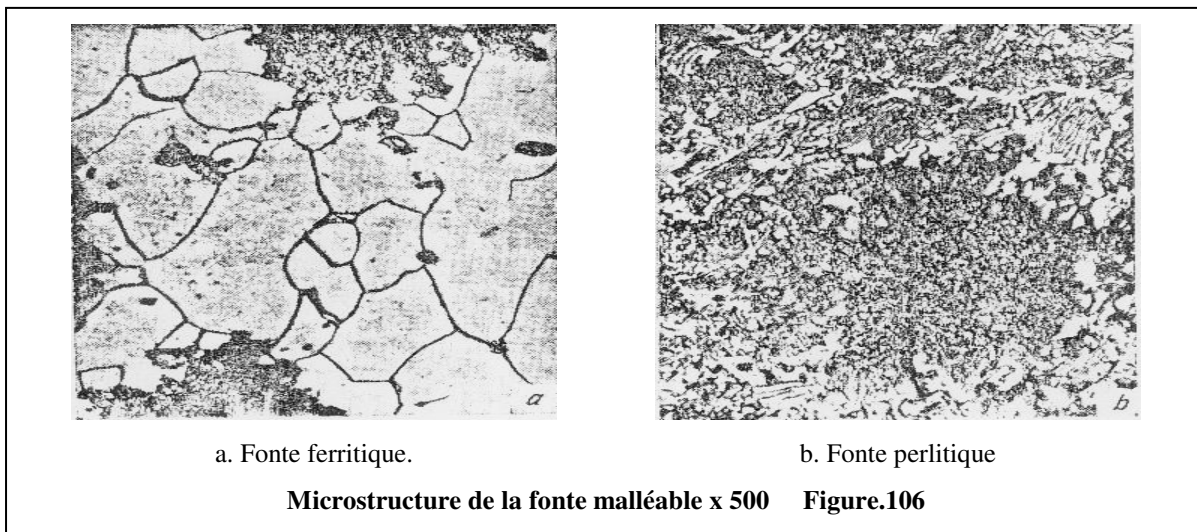 a
b
a. Fonte ferritique.
b. Fonte perlitique
Microstructure de la fonte malléable x 500 Figure.106